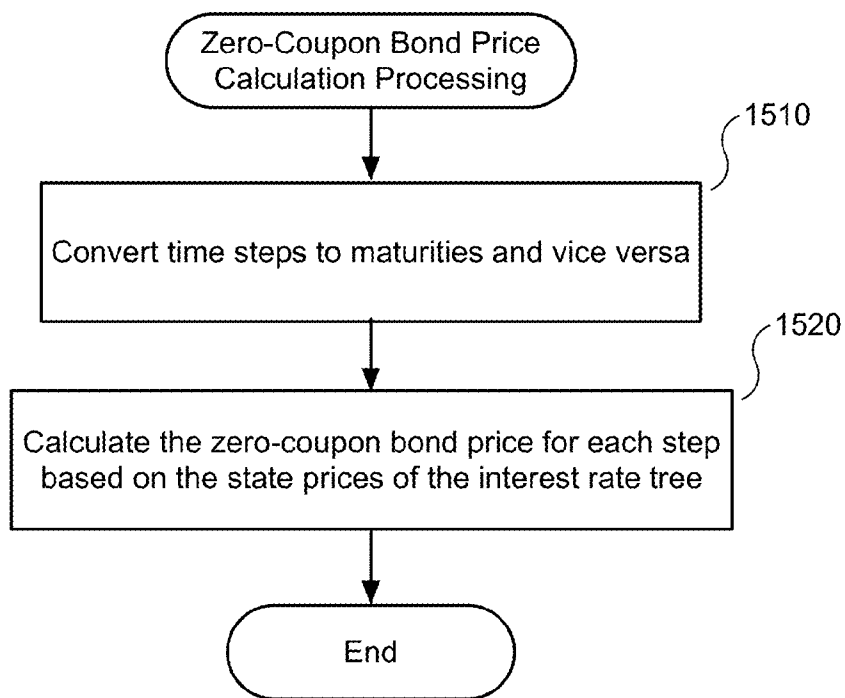 Zero-Coupon Bond Price
Calculation Processing
1510
Convert time steps to maturities and vice versa
1520
Calculate the zero-coupon bond price for each step
based on the state prices of the interest rate tree
End